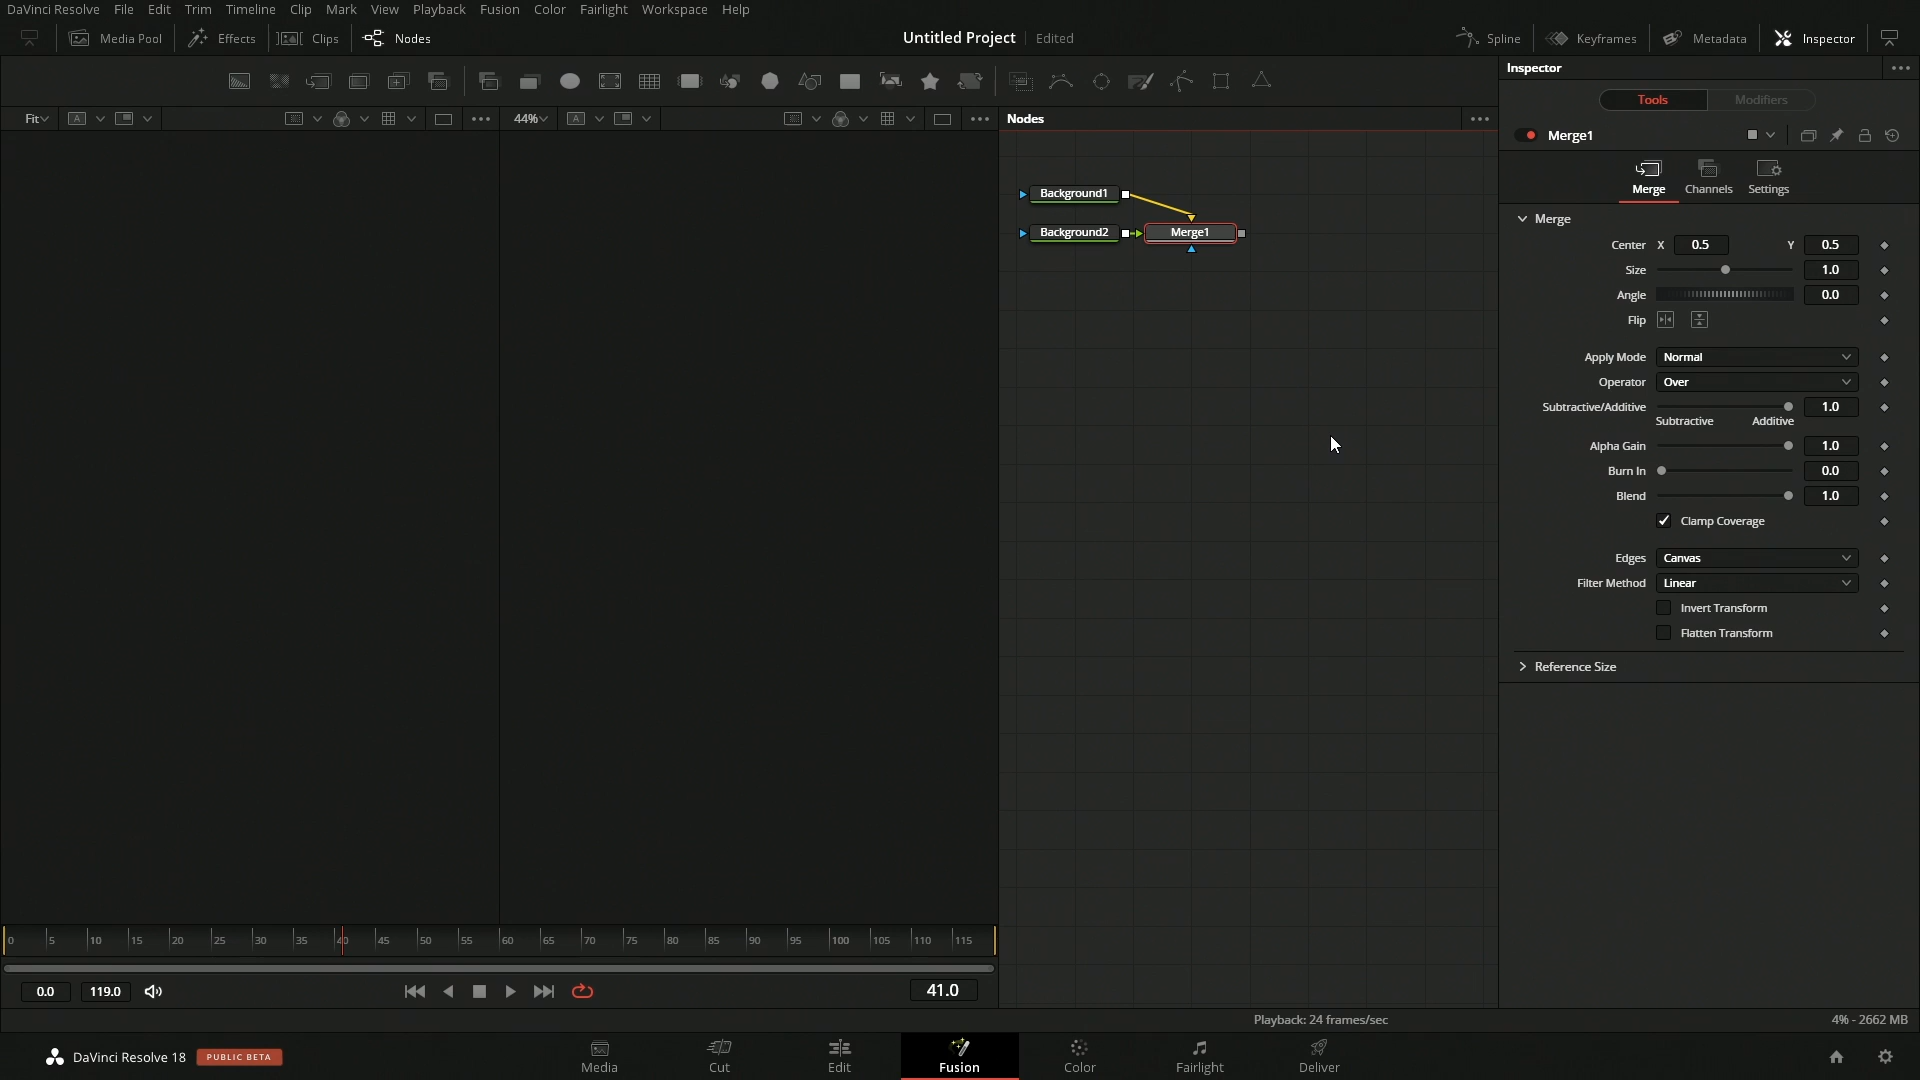 DaVinci Resolve File Edit Trim Timeline Clip Mark View Playback Fusion Color Fairlight Workspace Help
Media Pool Effects Clips Nodes Untitled Project Edited Spline Keyframes Metadata Inspector
Inspector
Tools Modifiers
Fit A 44% A Nodes
Merge1
Merge Channels Settings
Background1
Background2 Merge1
Merge
Center X 0.5 Y 0.5
Size 1.0
Angle 0.0
Flip
Apply Mode Normal
Operator Over
Subtractive/Additive 1.0
Subtractive Additive
Alpha Gain 1.0
Burn In 0.0
Blend 1.0
Clamp Coverage
Edges Canvas
Filter Method Linear
Invert Transform
Flatten Transform
Reference Size
0 5 10 15 20 25 30 35 40 45 50 55 60 65 70 75 80 85 90 95 100 105 110 115
0.0 119.0 41.0
Playback: 24 frames/sec 4% - 2662 MB
DaVinci Resolve 18 PUBLIC BETA Media Cut Edit Fusion Color Fairlight Deliver